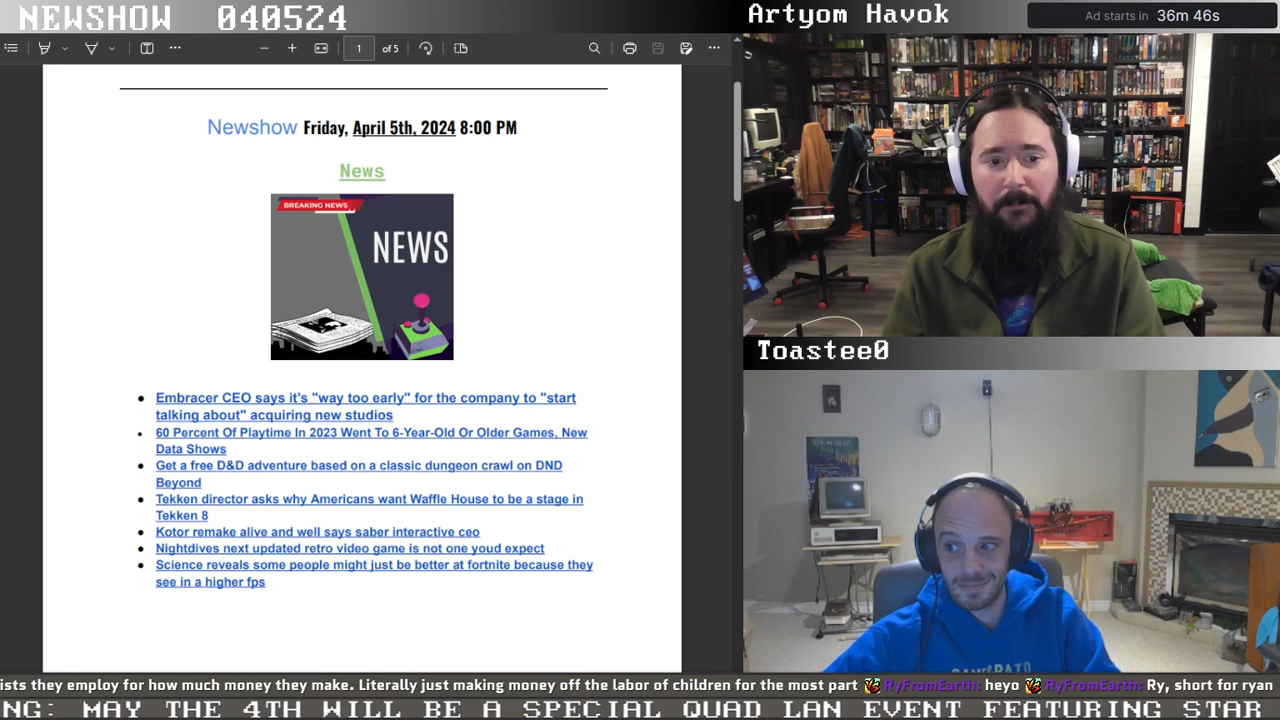 NEWSHOW 040524
Artyom Havok
Ad starts in 36m 46s
1 of 5
Newshow Friday, April 5th, 2024 8:00 PM
News
BREAKING NEWS
NEWS
Embracer CEO says it's "way too early" for the company to "start
talking about" acquiring new studios
60 Percent Of Playtime In 2023 Went To 6-Year-Old Or Older Games, New
Data Shows
Get a free D&D adventure based on a classic dungeon crawl on DND
Beyond
Tekken director asks why Americans want Waffle House to be a stage in
Tekken 8
Kotor remake alive and well says saber interactive ceo
Nightdives next updated retro video game is not one youd expect
Science reveals some people might just be better at fortnite because they
see in a higher fps
Toastee0
ists they employ for how much money they make. Literally just making money off the labor of children for the most part RyFromEarth: heyo RyFromEarth: Ry, short for ryan
NG: MAY THE 4TH WILL BE A SPECIAL QUAD LAN EVENT FEATURING STAR